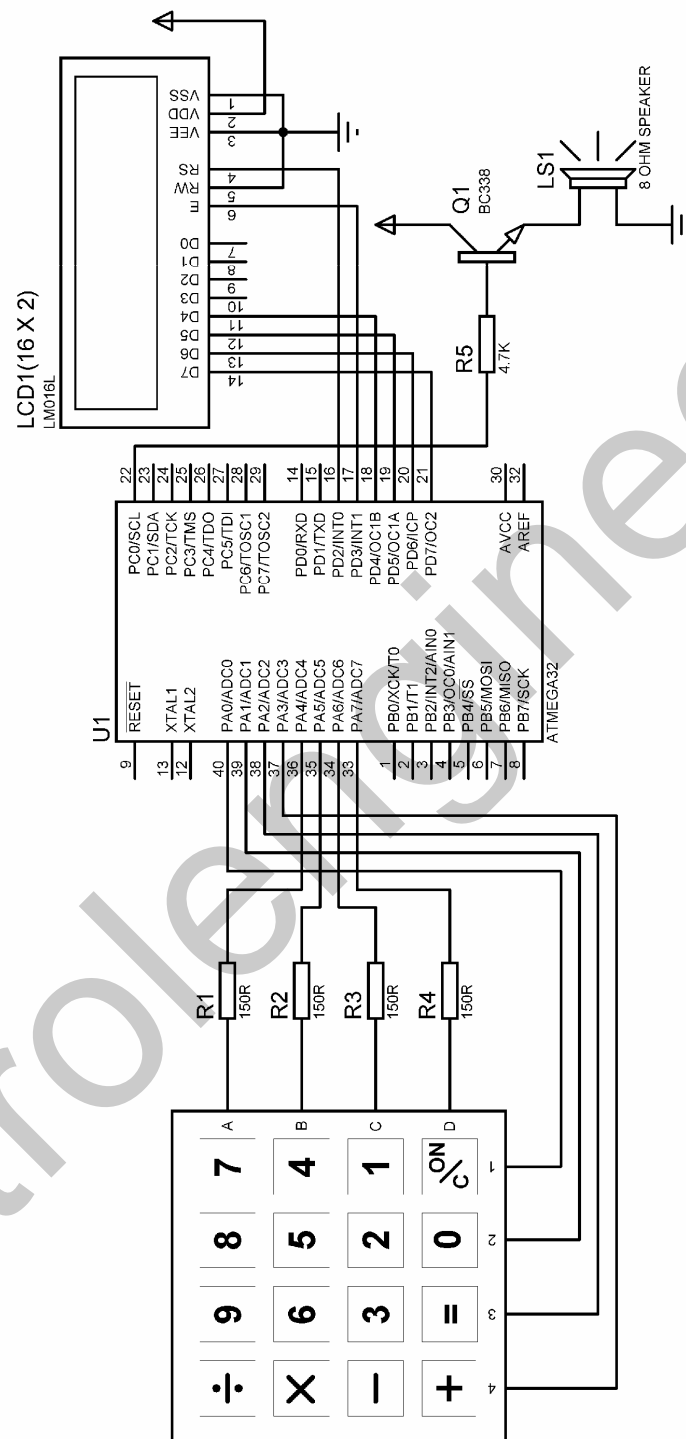 LCD1(16 X 2)
LM016L
VSS
VDD
VEE
RS
RW
E
D0
D1
D2
D3
D4
D5
D6
D7
1
2
3
4
5
6
7
8
9
10
11
12
13
14
Q1
BC338
LS1
8 OHM SPEAKER
R5
4.7K
22
23
24
25
26
27
28
29
14
15
16
17
18
19
20
21
30
32
PC0/SCL
PC1/SDA
PC2/TCK
PC3/TMS
PC4/TDO
PC5/TDI
PC6/TOSC1
PC7/TOSC2
PD0/RXD
PD1/TXD
PD2/INT0
PD3/INT1
PD4/OC1B
PD5/OC1A
PD6/ICP
PD7/OC2
AVCC
AREF
U1
RESET
XTAL1
XTAL2
PA0/ADC0
PA1/ADC1
PA2/ADC2
PA3/ADC3
PA4/ADC4
PA5/ADC5
PA6/ADC6
PA7/ADC7
PB0/XCK/T0
PB1/T1
PB2/INT2/AIN0
PB3/OC0/AIN1
PB4/SS
PB5/MOSI
PB6/MISO
PB7/SCK
ATMEGA32
9
13
12
40
39
38
37
36
35
34
33
1
2
3
4
5
6
7
8
R1
150R
R2
150R
R3
150R
R4
150R
A
B
C
D
7
8
9
÷
4
5
6
×
1
2
3
−
ON/C
0
=
+
1
2
3
4
trolenginee